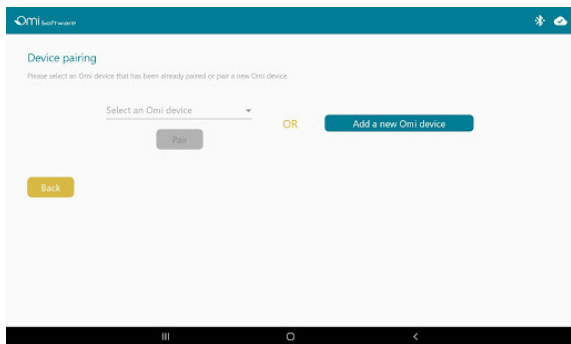 Omi Software
Device pairing
Please select an Omi device that has been already paired or pair a new Omi device.
Select an Omi device
OR
Add a new Omi device
Pair
Back